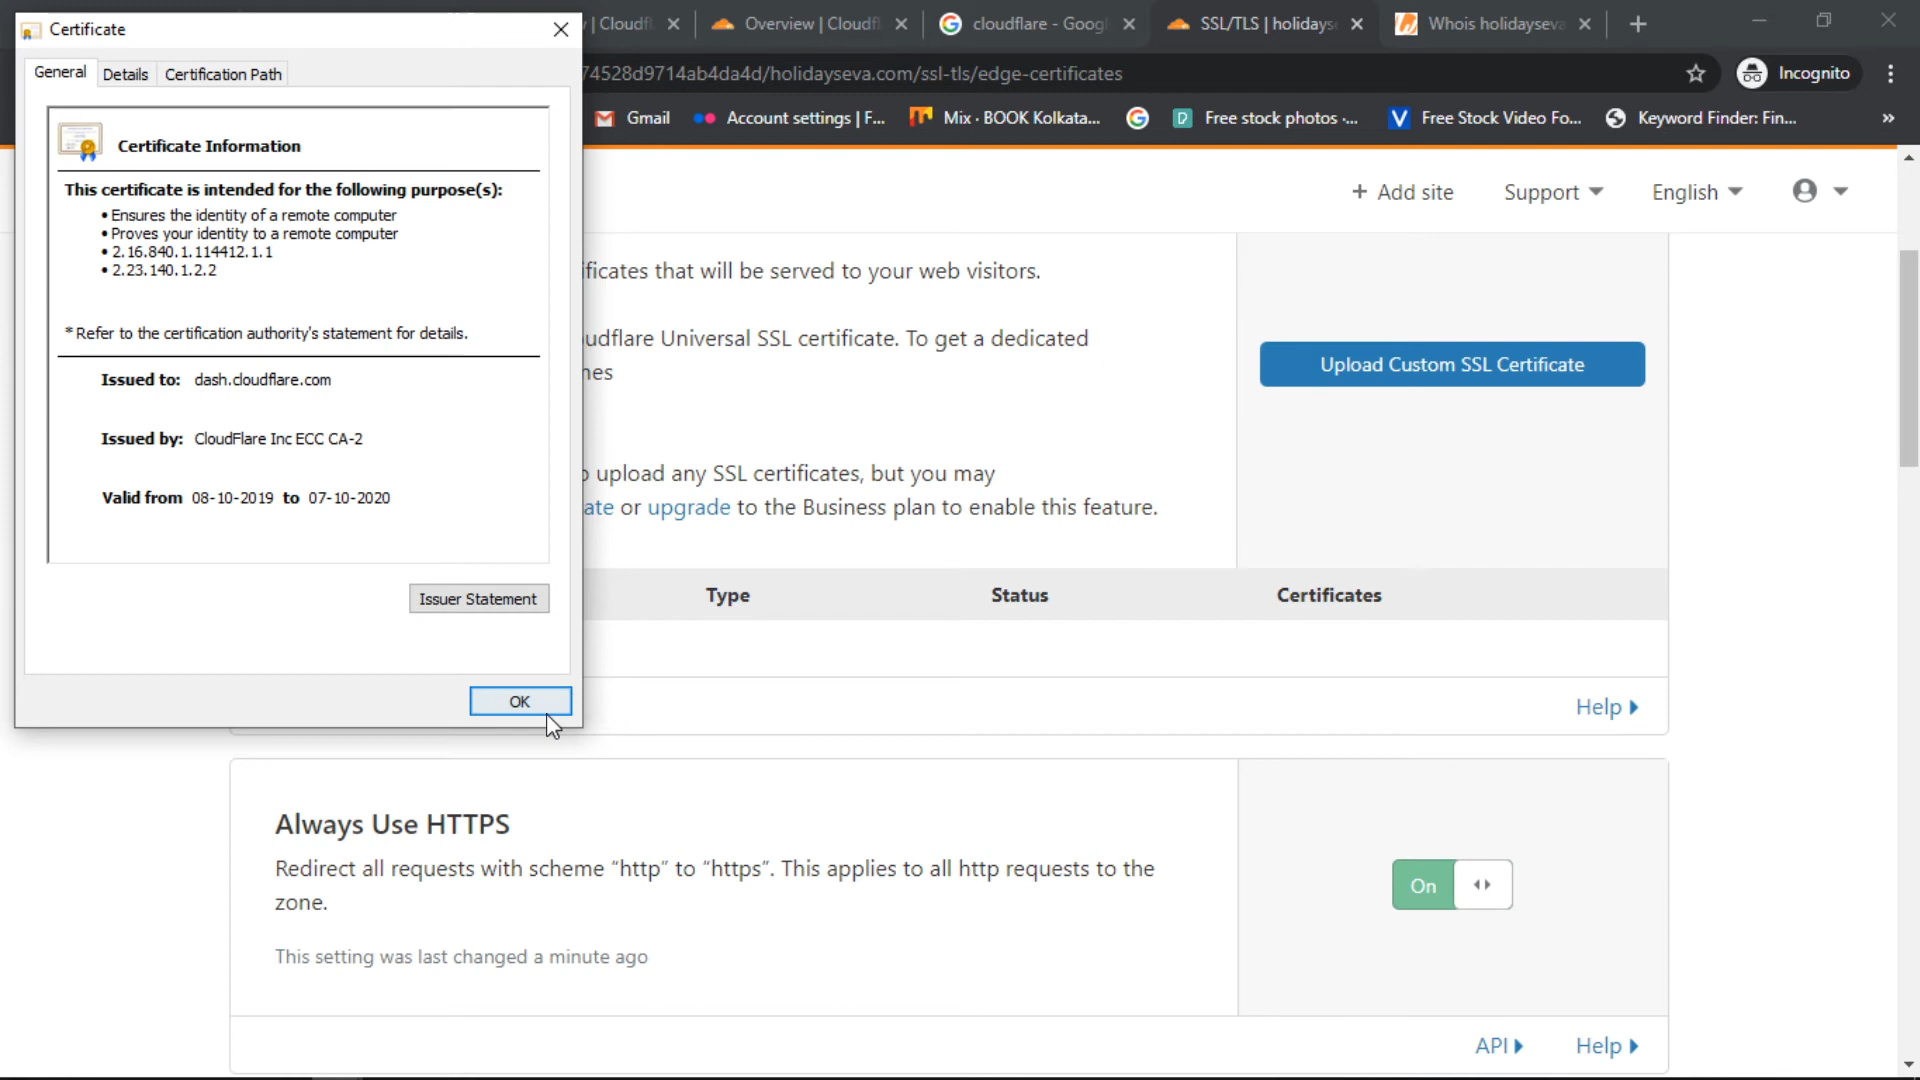 Certificate
General
Details
Certification Path
Certificate Information
This certificate is intended for the following purpose(s):
• Ensures the identity of a remote computer
• Proves your identity to a remote computer
• 2.16.840.1.114412.1.1
• 2.23.140.1.2.2
* Refer to the certification authority's statement for details.
Issued to: dash.cloudflare.com
Issued by: CloudFlare Inc ECC CA-2
Valid from 08-10-2019 to 07-10-2020
Issuer Statement
OK
| Cloudfl
Overview | Cloudfl
cloudflare - Googl
SSL/TLS | holidayse
Whois holidayseva
74528d9714ab4da4d/holidayseva.com/ssl-tls/edge-certificates
Incognito
Gmail
Account settings | F...
Mix · BOOK Kolkata...
Free stock photos ·...
Free Stock Video Fo...
Keyword Finder: Fin...
»
+ Add site
Support
English
ificates that will be served to your web visitors.
oudflare Universal SSL certificate. To get a dedicated
nes
Upload Custom SSL Certificate
o upload any SSL certificates, but you may
ate or upgrade to the Business plan to enable this feature.
Type
Status
Certificates
Help
Always Use HTTPS
Redirect all requests with scheme “http” to “https”. This applies to all http requests to the
zone.
This setting was last changed a minute ago
On
API
Help